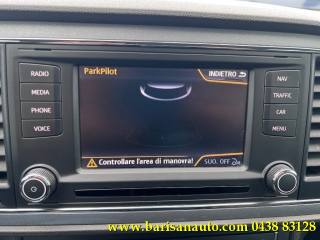 ParkPilot
INDIETRO
RADIO
MEDIA
PHONE
VOICE
NAV
TRAFFIC
CAR
MENU
Controllare l'area di manovra!
SUO. OFF
www.barisanauto.com 0438 83128